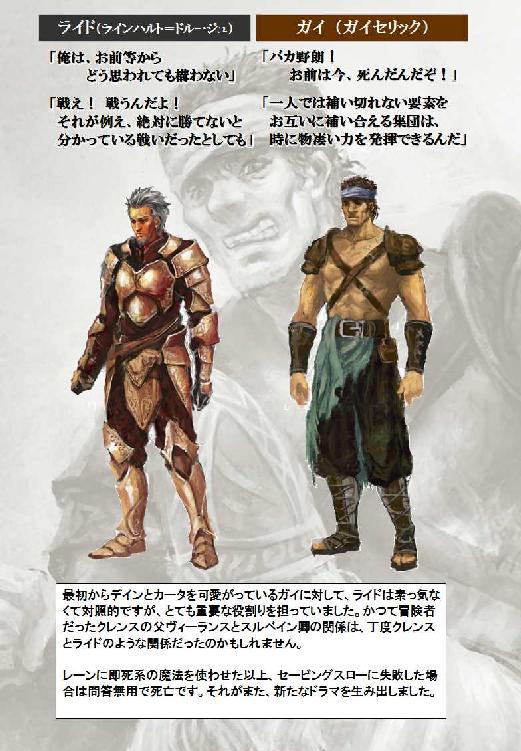 ライド（ラインハルト＝ドルー・ジュ）
「俺は、お前等から
どう思われても構わない」
「戦え！ 戦うんだよ！
それが例え、絶対に勝てないと
分かっている戦いだったとしても」
ガイ（ガイセリック）
「バカ野朗！
お前は今、死んだんだぞ！」
「一人では補い切れない要素を
お互いに補い合える集団は、
時に物凄い力を発揮できるんだ」
最初からデインとカータを可愛がっているガイに対して、ライドは素っ気な
くて対照的ですが、とても重要な役割りを担っていました。かつて冒険者
だったクレンスの父ヴィーランスとスルペイン卿の関係は、丁度クレンス
とライドのような関係だったのかもしれません。
レーンに即死系の魔法を使わせた以上、セービングスローに失敗した場
合は問答無用で死亡です。それがまた、新たなドラマを生み出しました。